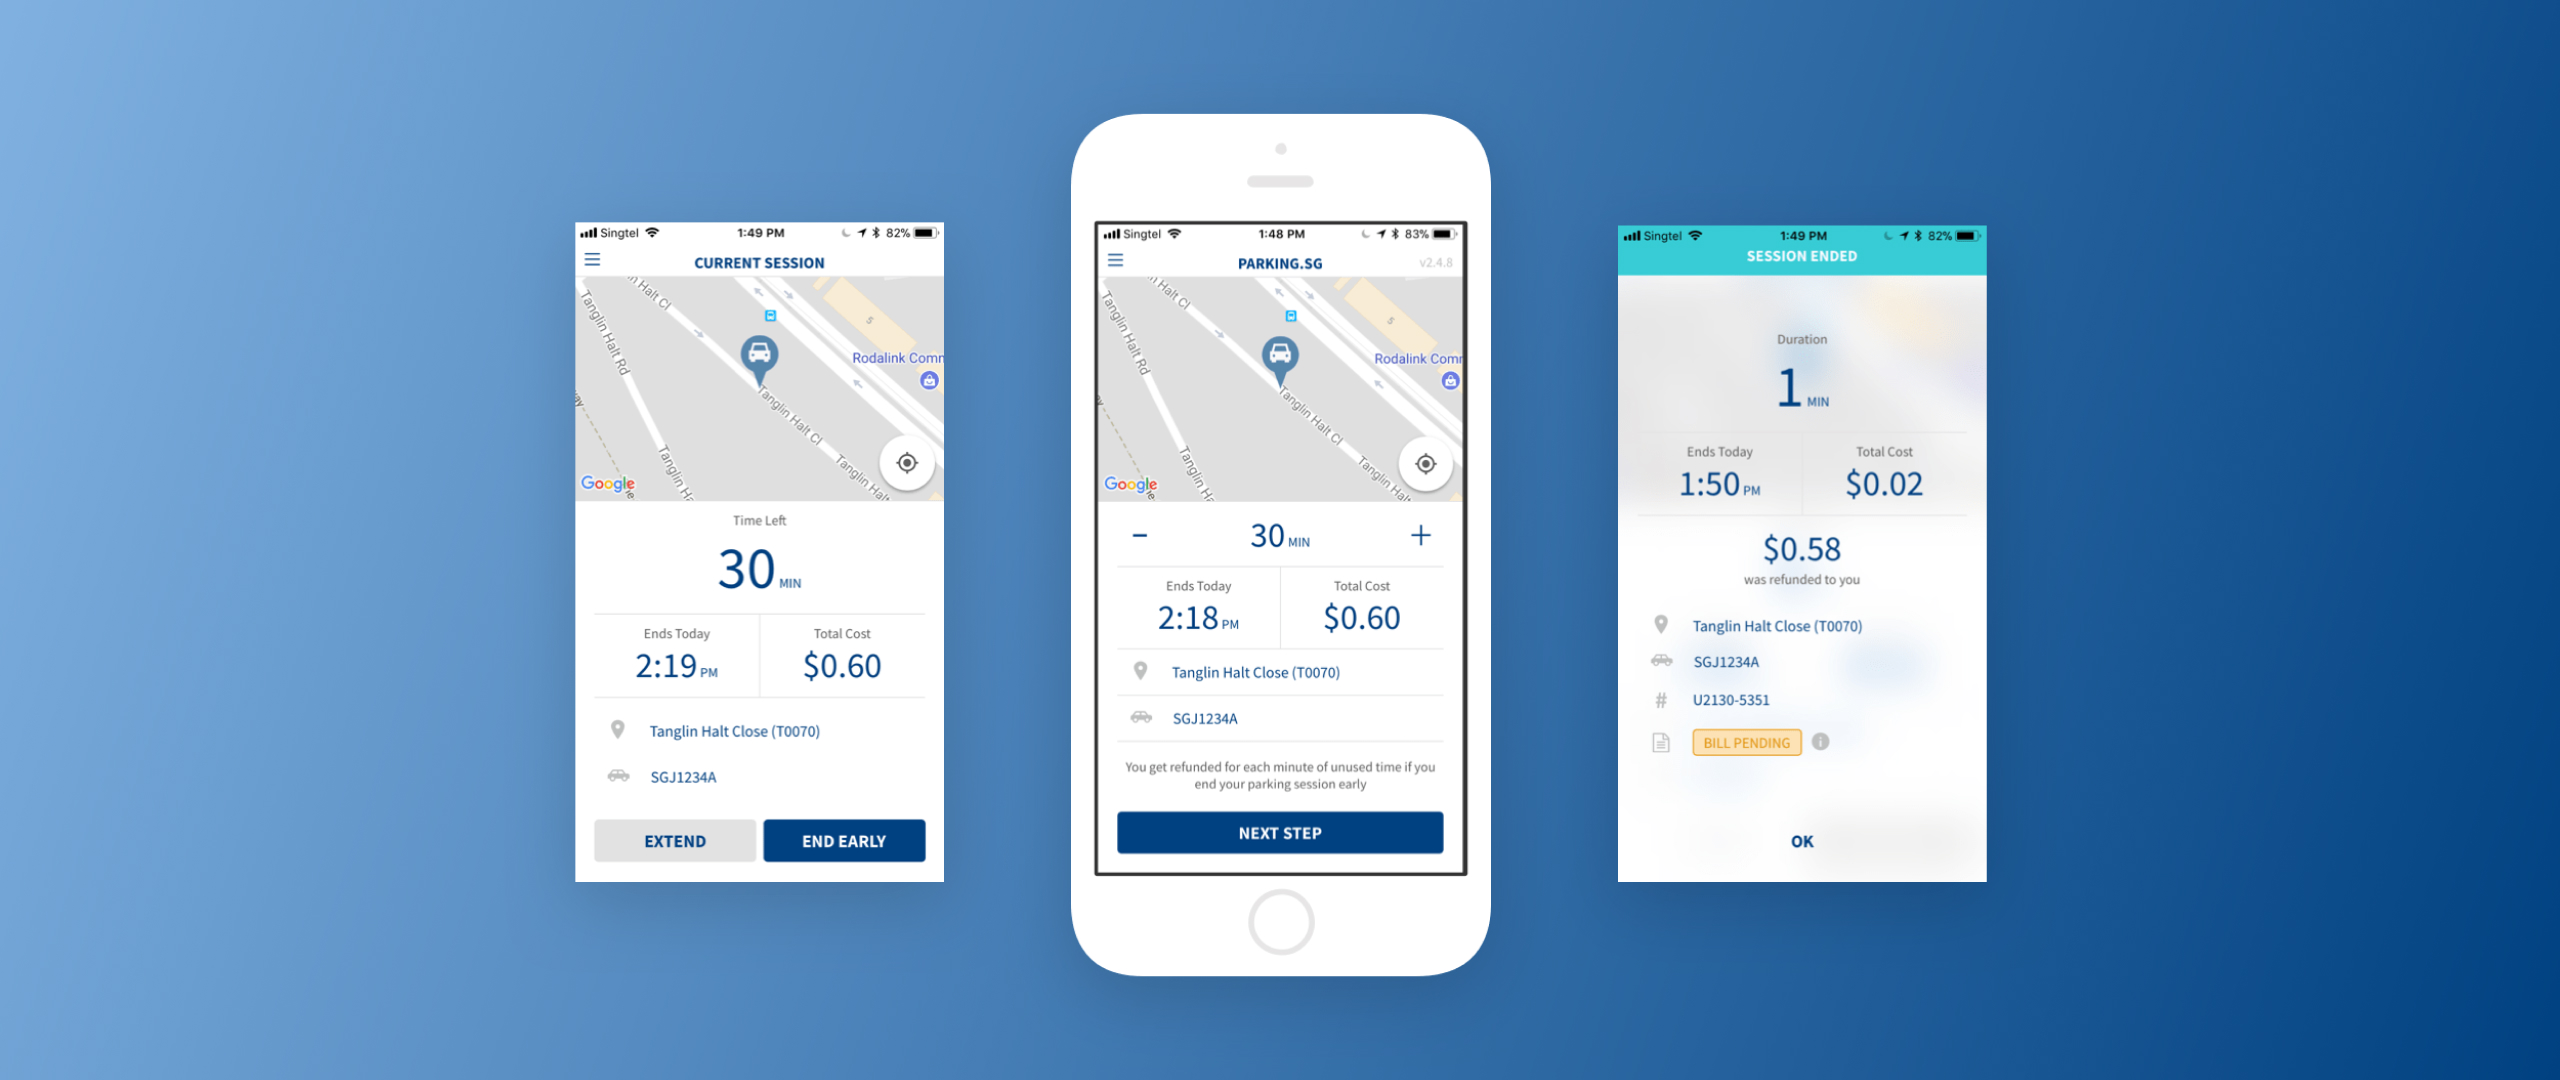 Singtel 1:49 PM 82%
CURRENT SESSION
Halt Cl
Tanglin Halt Rd
5
Rodalink Comm
Tanglin Halt Cl
Tanglin Ha
Tanglin Halt
Google
Time Left
30 MIN
Ends Today Total Cost
2:19 PM $0.60
Tanglin Halt Close (T0070)
SGJ1234A
EXTEND END EARLY
Singtel 1:48 PM 83%
PARKING.SG v2.4.8
Halt Cl
Tanglin Halt Rd
5
Rodalink Comm
Tanglin Halt Cl
Tanglin Ha
Tanglin Halt
Google
- 30 MIN +
Ends Today Total Cost
2:18 PM $0.60
Tanglin Halt Close (T0070)
SGJ1234A
You get refunded for each minute of unused time if you
end your parking session early
NEXT STEP
Singtel 1:49 PM 82%
SESSION ENDED
Duration
1 MIN
Ends Today Total Cost
1:50 PM $0.02
$0.58
was refunded to you
Tanglin Halt Close (T0070)
SGJ1234A
# U2130-5351
BILL PENDING
OK